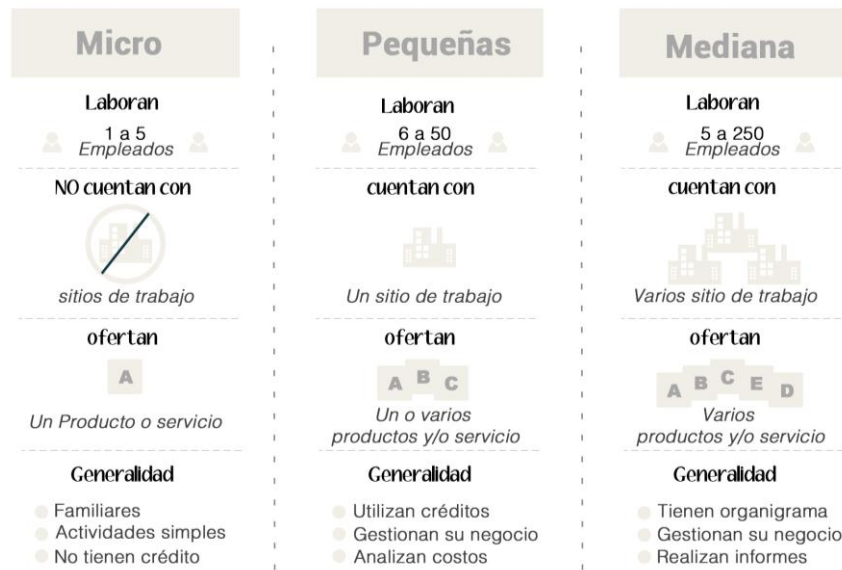 Micro
Laboran
1 a 5
Empleados
NO cuentan con
sitios de trabajo
ofertan
A
Un Producto o servicio
Generalidad
Familiares
Actividades simples
No tienen crédito
Pequeñas
Laboran
6 a 50
Empleados
cuentan con
Un sitio de trabajo
ofertan
A B C
Un o varios
productos y/o servicio
Generalidad
Utilizan créditos
Gestionan su negocio
Analizan costos
Mediana
Laboran
5 a 250
Empleados
cuentan con
Varios sitio de trabajo
ofertan
A B C E D
Varios
productos y/o servicio
Generalidad
Tienen organigrama
Gestionan su negocio
Realizan informes